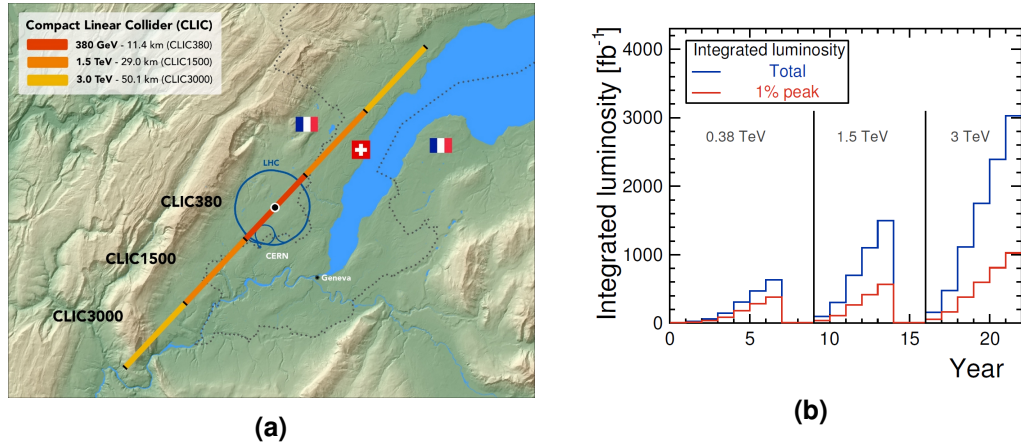 Compact Linear Collider (CLIC)
380 GeV - 11.4 km (CLIC380)
1.5 TeV - 29.0 km (CLIC1500)
3.0 TeV - 50.1 km (CLIC3000)
LHC
CLIC380
CERN
CLIC1500
Geneva
CLIC3000
(a)
Integrated luminosity [fb-1]
4000
3000
2000
1000
0
Integrated luminosity
Total
1% peak
0.38 TeV
1.5 TeV
3 TeV
0
5
10
15
20
Year
(b)